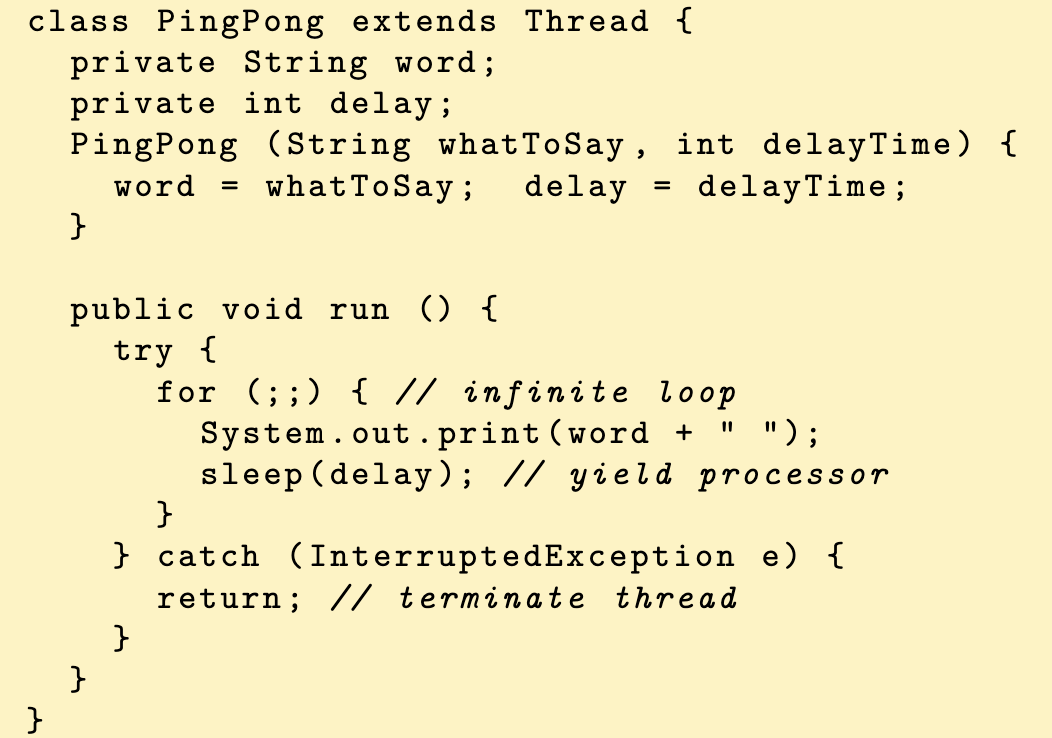 class PingPong extends Thread {
  private String word;
  private int delay;
  PingPong (String whatToSay, int delayTime) {
    word = whatToSay;  delay = delayTime;
  }

  public void run () {
    try {
      for (;;) { // infinite loop
        System.out.print(word + " ");
        sleep(delay); // yield processor
      }
    } catch (InterruptedException e) {
      return; // terminate thread
    }
  }
}